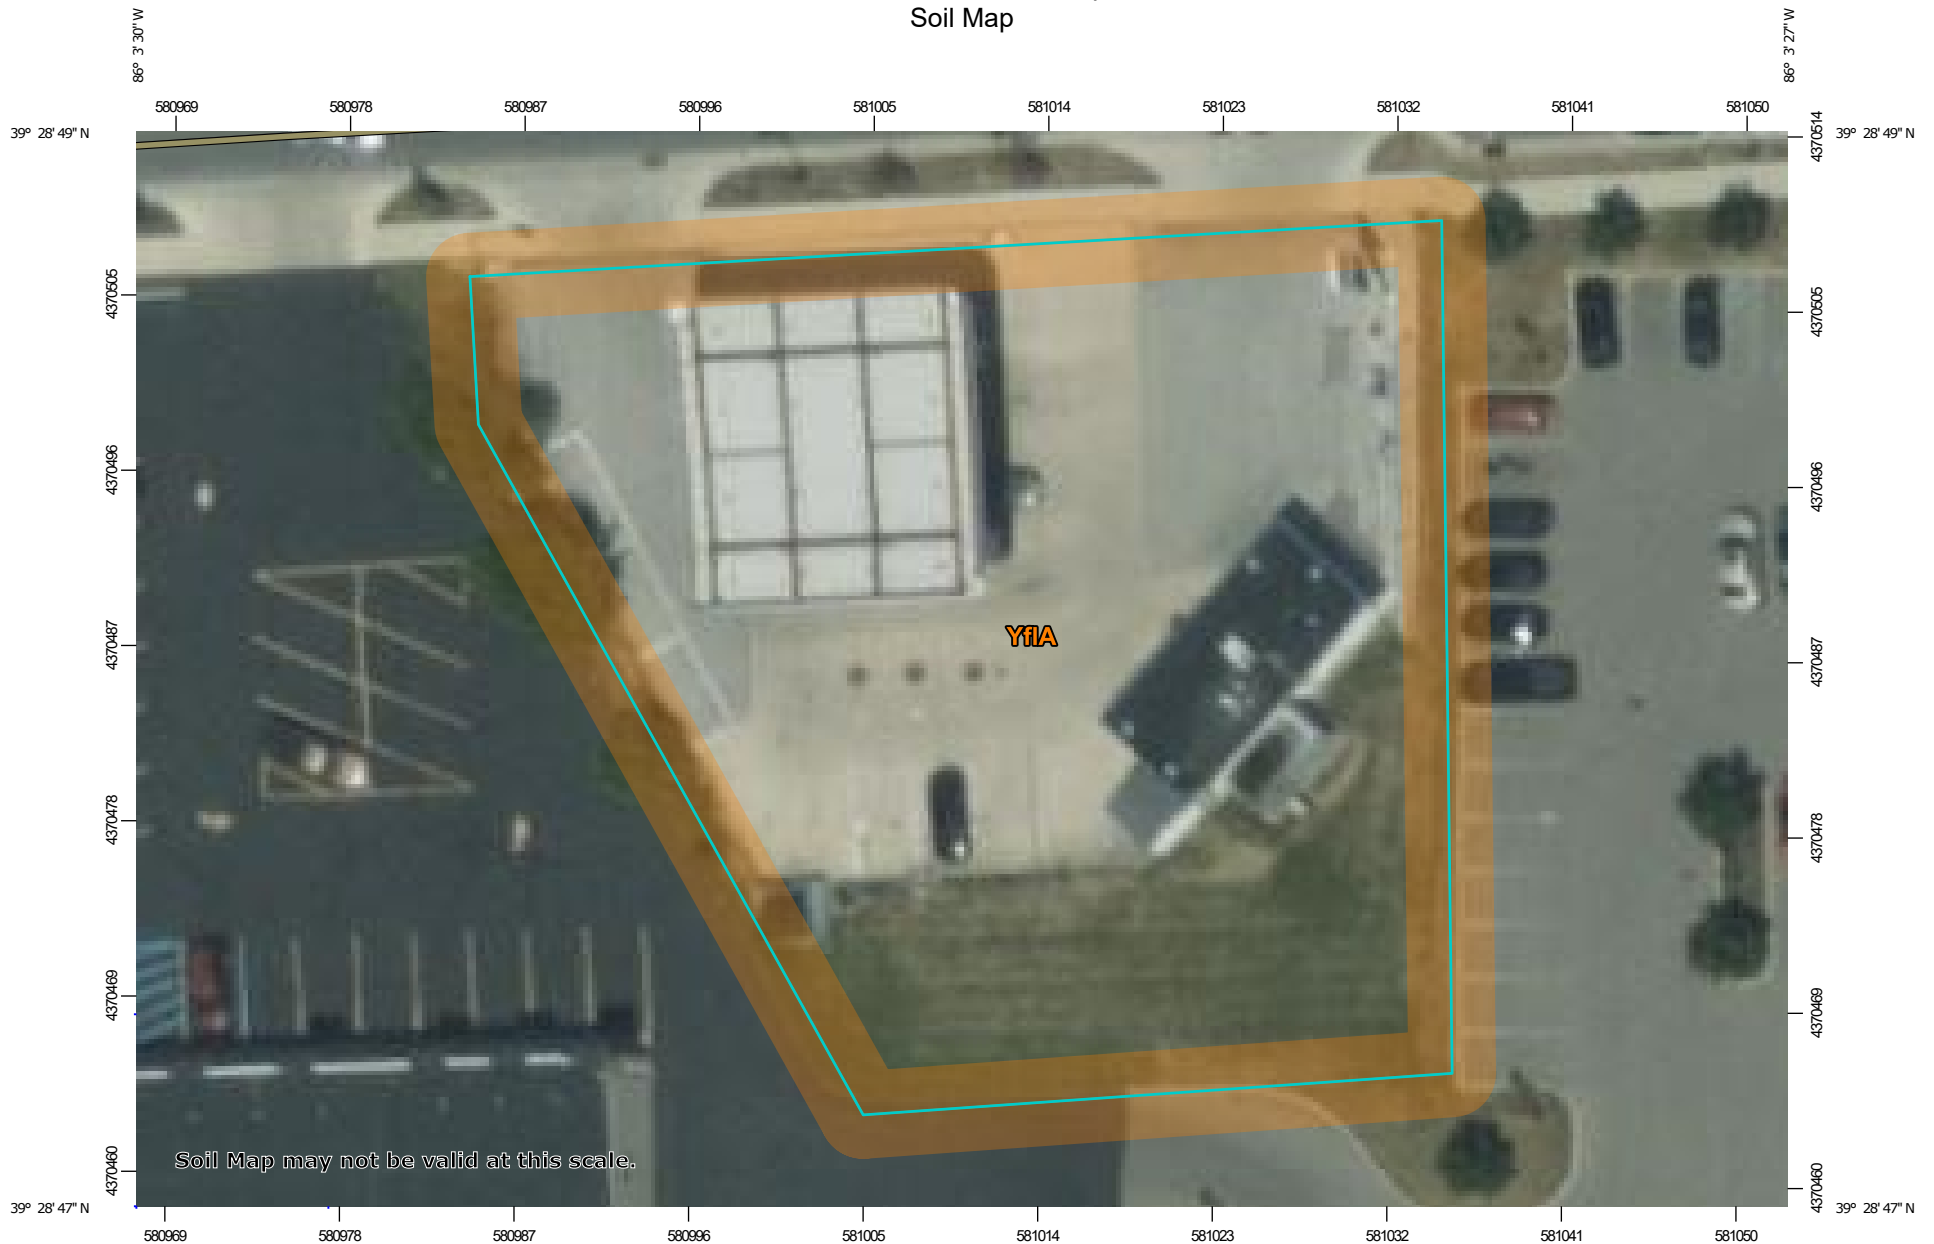 Soil Map
86° 3' 30'' W
86° 3' 27'' W
580969 580978 580987 580996 581005 581014 581023 581032 581041 581050
39° 28' 49'' N
39° 28' 49'' N
4370514
4370505
4370505
4370496
4370496
YflA
4370487
4370487
4370478
4370478
4370469
4370469
Soil Map may not be valid at this scale.
4370460
4370460
39° 28' 47'' N
39° 28' 47'' N
580969 580978 580987 580996 581005 581014 581023 581032 581041 581050